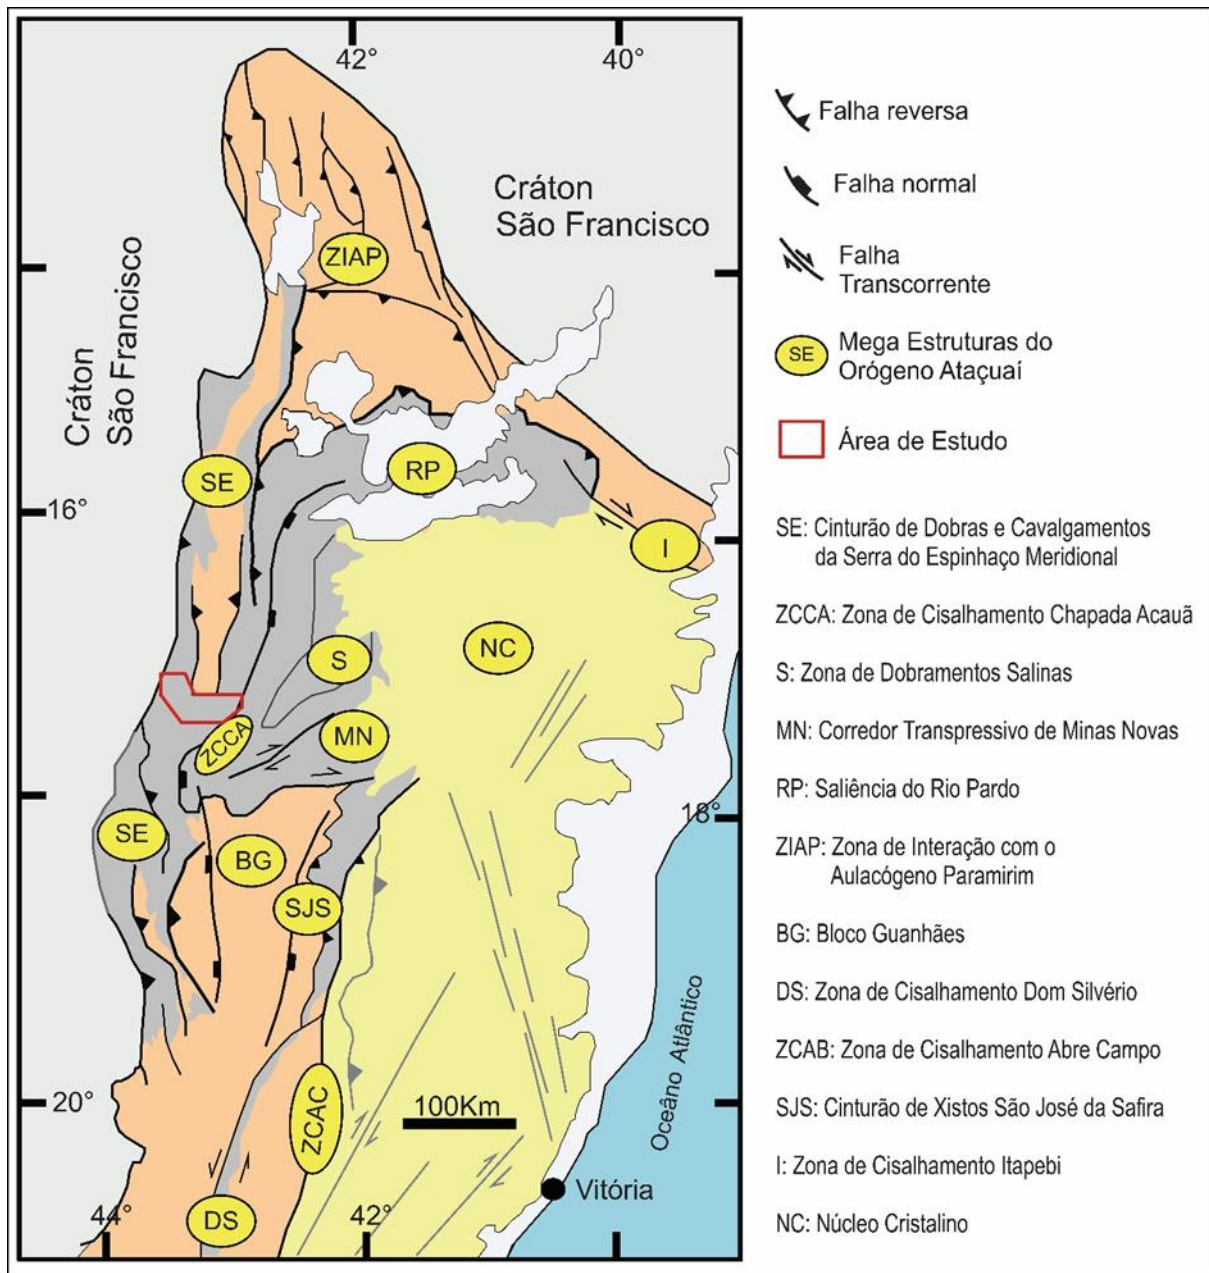 42°
40°
Cráton
São Francisco
Cráton
São Francisco
ZIAP
SE
RP
16°
I
S
NC
ZCCA
MN
18°
SE
BG
SJS
Oceâno Atlântico
20°
ZCAC
100Km
Vitória
44°
42°
DS
Falha reversa
Falha normal
Falha
Transcorrente
SE
Mega Estruturas do
Orógeno Ataçuaí
Área de Estudo
SE: Cinturão de Dobras e Cavalgamentos
da Serra do Espinhaço Meridional
ZCCA: Zona de Cisalhamento Chapada Acauã
S: Zona de Dobramentos Salinas
MN: Corredor Transpressivo de Minas Novas
RP: Saliência do Rio Pardo
ZIAP: Zona de Interação com o
Aulacógeno Paramirim
BG: Bloco Guanhães
DS: Zona de Cisalhamento Dom Silvério
ZCAB: Zona de Cisalhamento Abre Campo
SJS: Cinturão de Xistos São José da Safira
I: Zona de Cisalhamento Itapebi
NC: Núcleo Cristalino